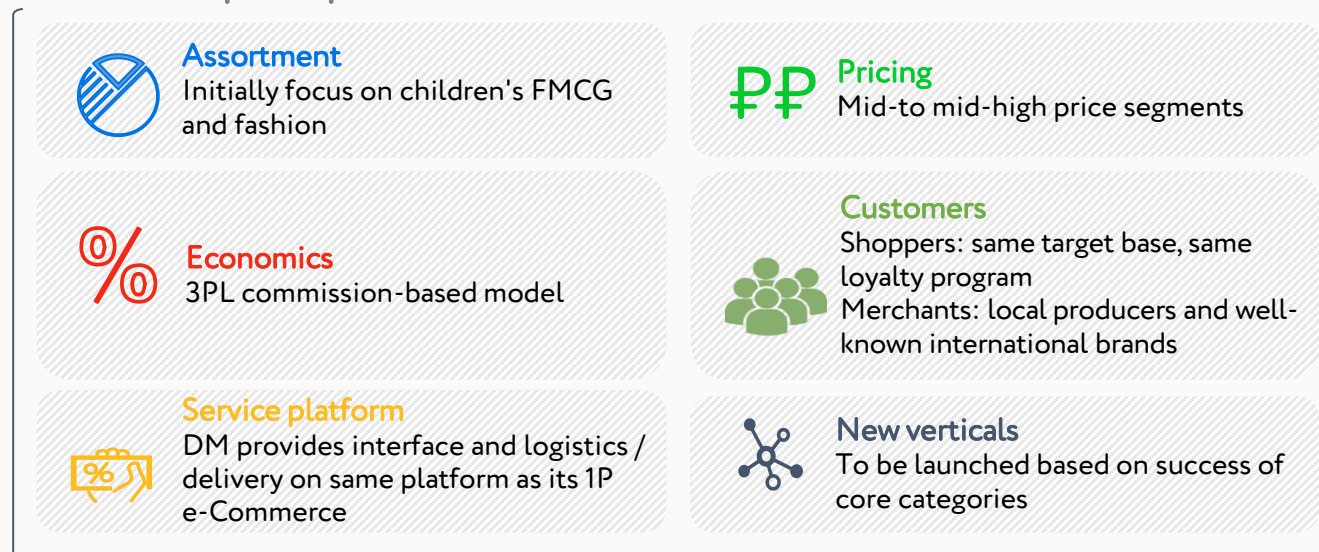 Assortment
Initially focus on children's FMCG
and fashion
₽₽
Pricing
Mid-to mid-high price segments
%
Economics
3PL commission-based model
Customers
Shoppers: same target base, same
loyalty program
Merchants: local producers and well-
known international brands
%
Service platform
DM provides interface and logistics /
delivery on same platform as its 1P
e-Commerce
New verticals
To be launched based on success of
core categories